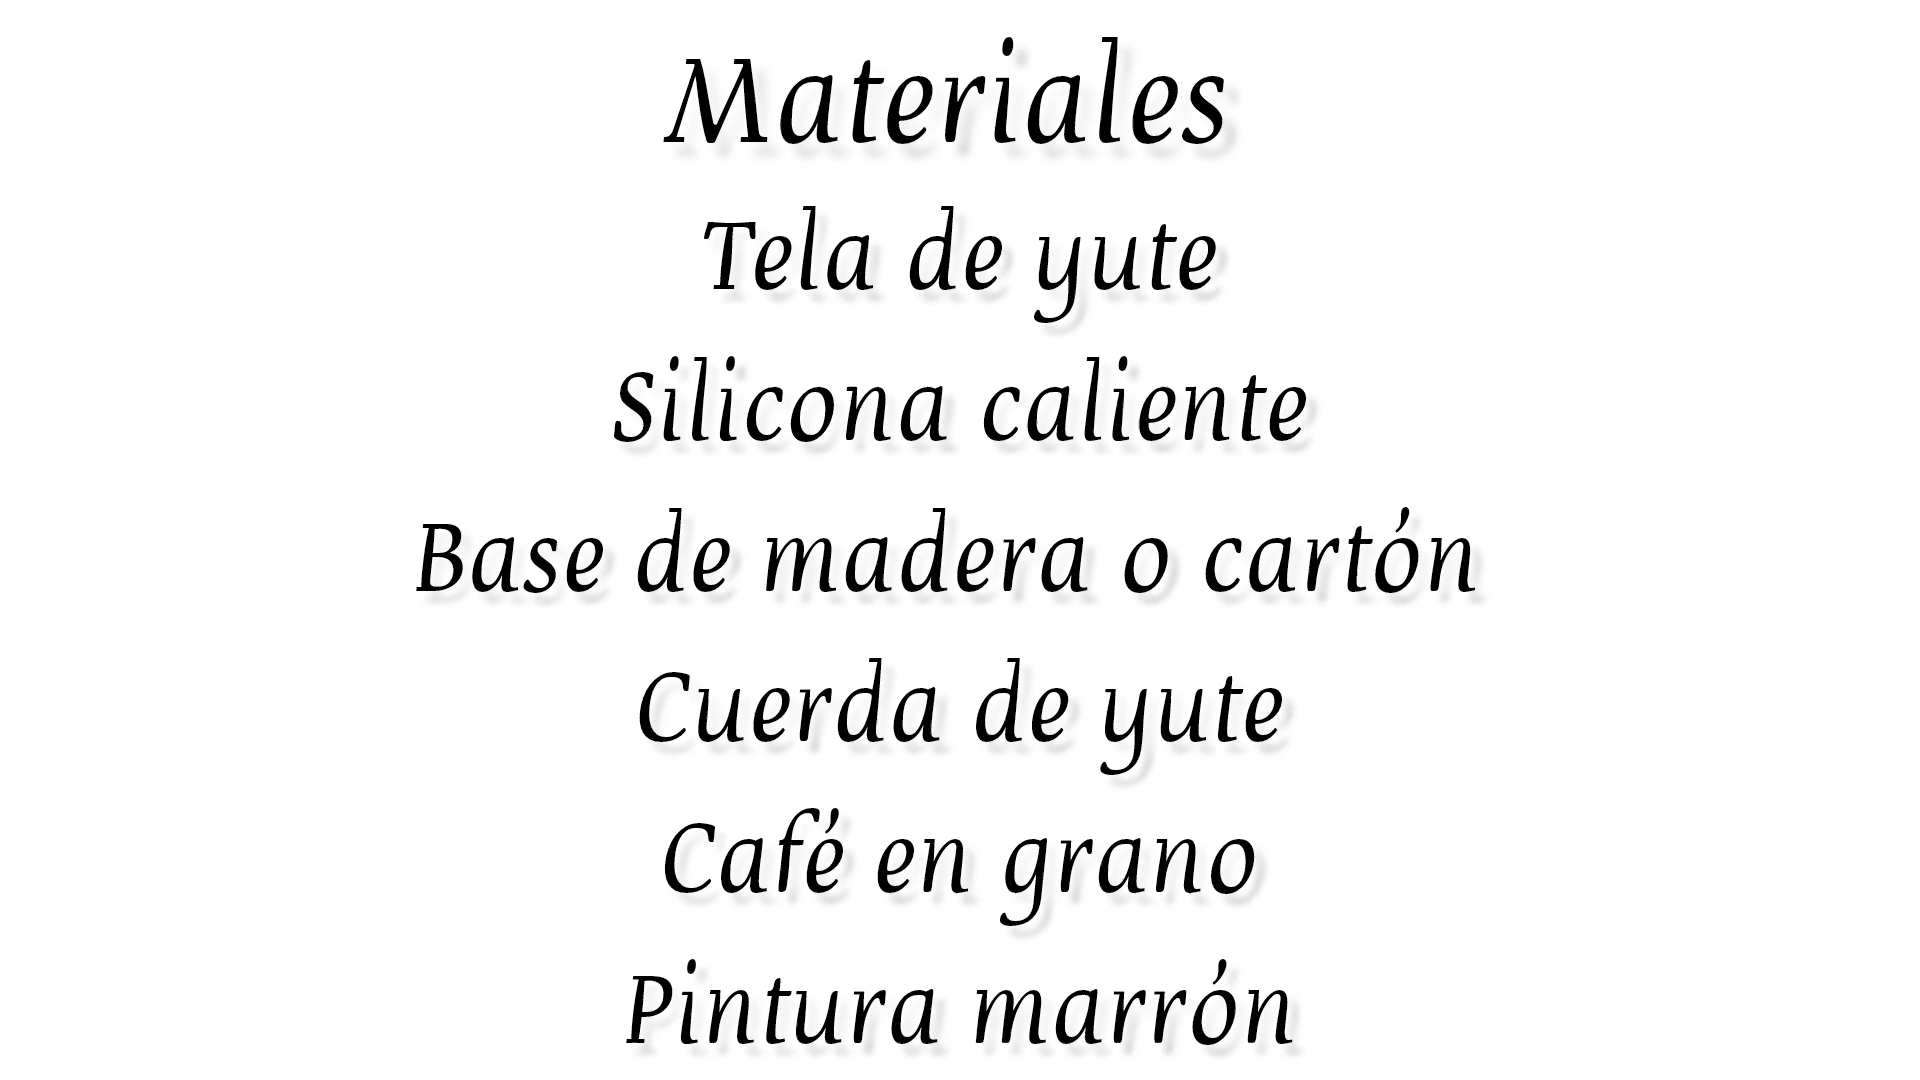 Materiales
Tela de yute
Silicona caliente
Base de madera o cartón
Cuerda de yute
Café en grano
Pintura marrón